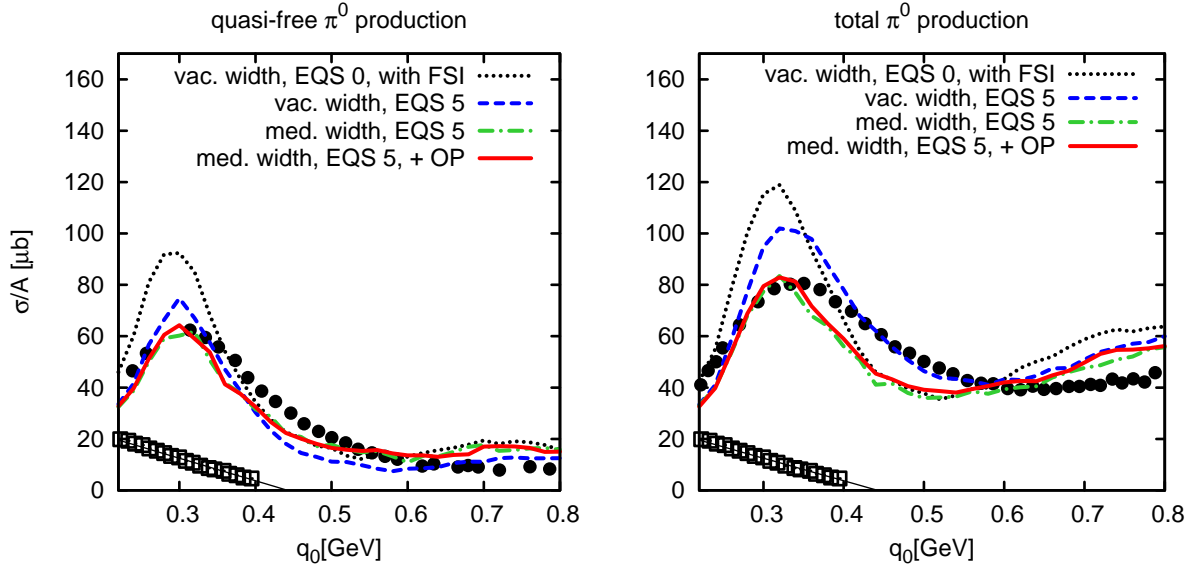 quasi-free π⁰ production
σ/A [μb]
160
140
120
100
80
60
40
20
0
vac. width, EQS 0, with FSI
vac. width, EQS 5
med. width, EQS 5
med. width, EQS 5, + OP
0.3 0.4 0.5 0.6 0.7 0.8
q₀[GeV]
total π⁰ production
160
140
120
100
80
60
40
20
0
vac. width, EQS 0, with FSI
vac. width, EQS 5
med. width, EQS 5
med. width, EQS 5, + OP
0.3 0.4 0.5 0.6 0.7 0.8
q₀[GeV]